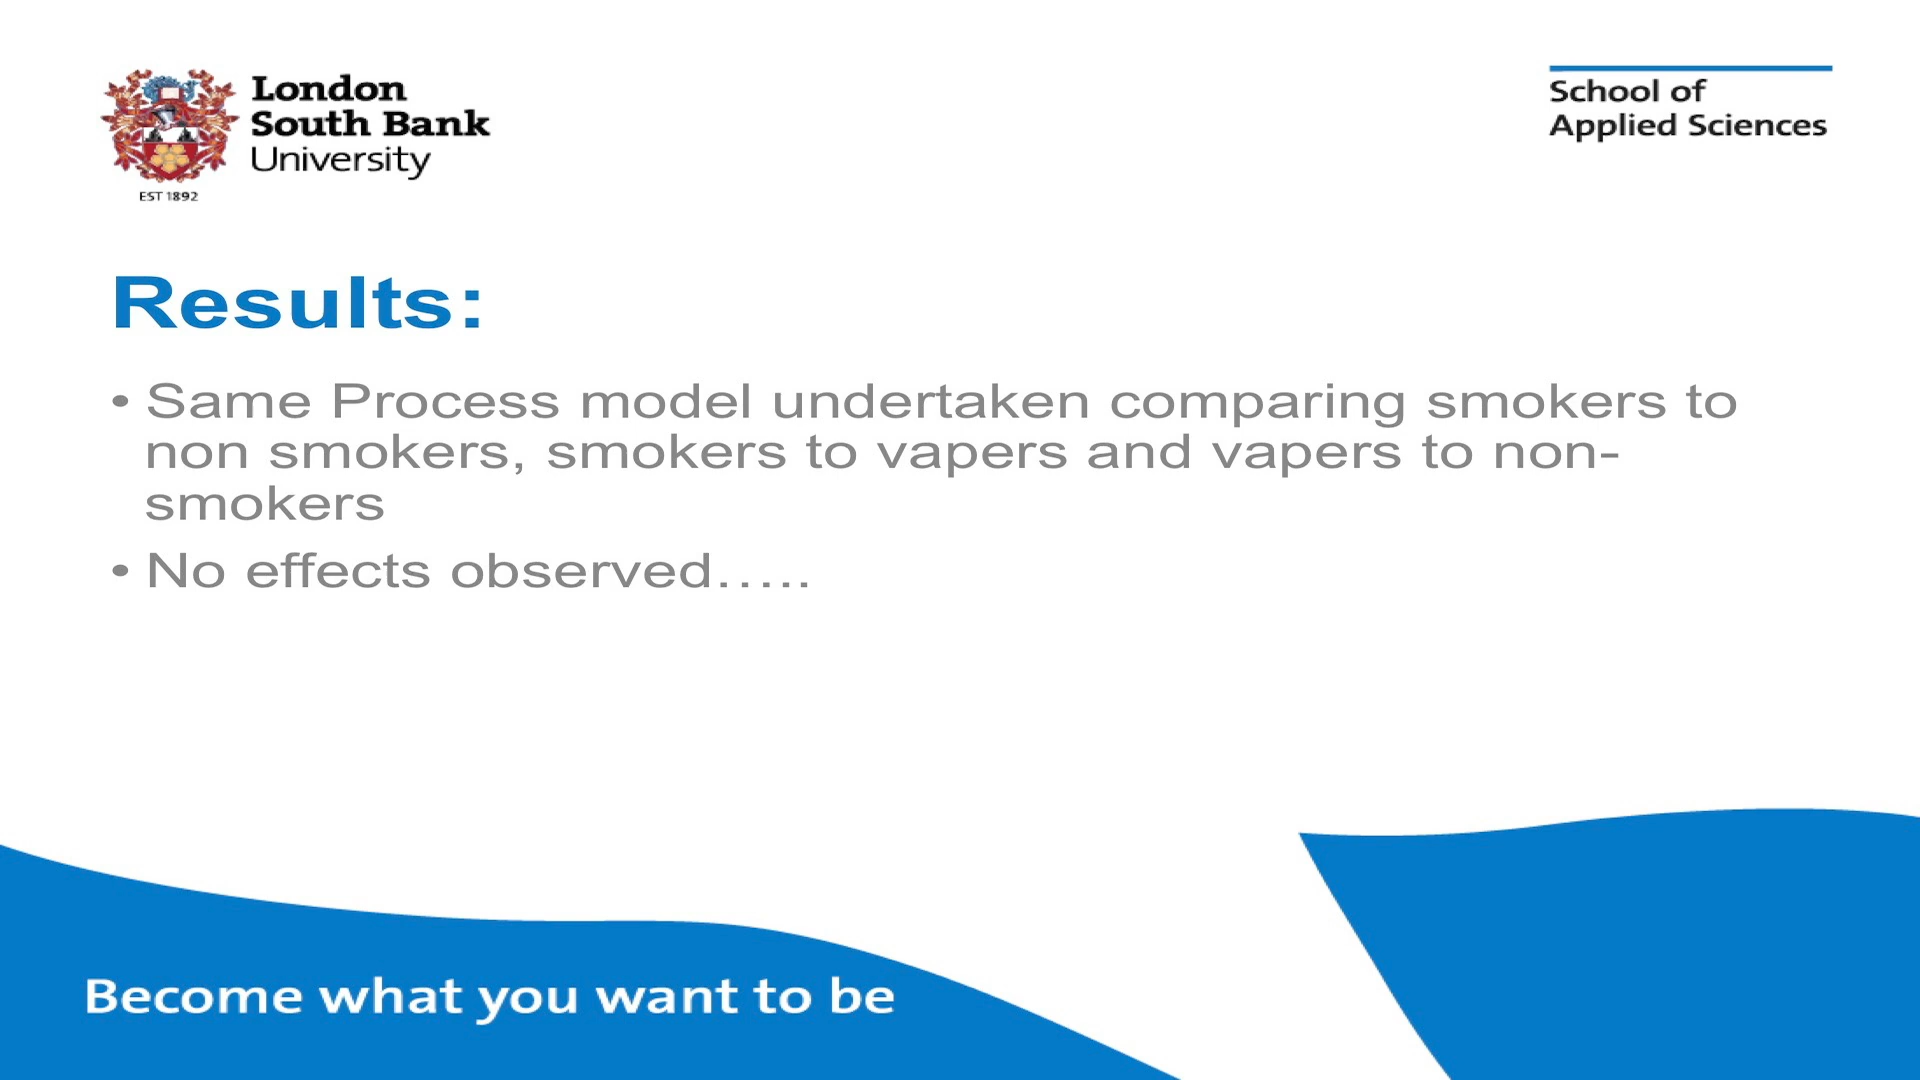 London
South Bank
University
EST 1892
School of
Applied Sciences
Results:
• Same Process model undertaken comparing smokers to
non smokers, smokers to vapers and vapers to non-
smokers
• No effects observed…..
Become what you want to be